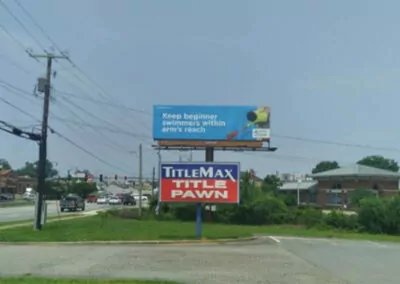 Keep beginner
swimmers within
arm's reach
TITLEMAX
TITLE
PAWN